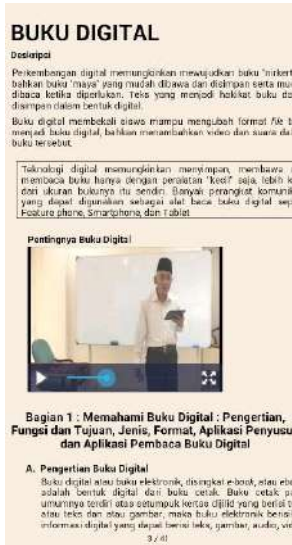 BUKU DIGITAL
Deskripsi
Perkembangan digital memungkinkan mewujudkan buku "nirkert
bahkan buku 'maya' yang mudah dibawa dan disimpan serta mu
dibaca ketika diperlukan. Teks yang menjadi hakikat buku da
disimpan dalam bentuk digital.
Buku digital membekali siswa mampu mengubah format file b
menjadi buku digital, bahkan menambahkan video dan suara da
buku tersebut.
Teknologi digital memungkinkan menyimpan, membawa
membaca buku hanya dengan peralatan "kecil" saja, lebih k
dari ukuran bukunya itu sendiri. Banyak perangkat komunik
yang dapat digunakan sebagai alat baca buku digital sep
Feature phone, Smartphone, dan Tablet
Pentingnya Buku Digital
Bagian 1 : Memahami Buku Digital : Pengertian,
Fungsi dan Tujuan, Jenis, Format, Aplikasi Penyusu
dan Aplikasi Pembaca Buku Digital
A. Pengertian Buku Digital
Buku digital atau buku elektronik, disingkat e-book, atau eb
adalah bentuk digital dari buku cetak. Buku cetak pa
umumnya terdiri atas setumpuk kertas dijilid yang berisi t
atau teks dan atau gambar, maka buku elektronik berisi
informasi digital yang dapat berisi teks, gambar, audio, vi
3 / 41